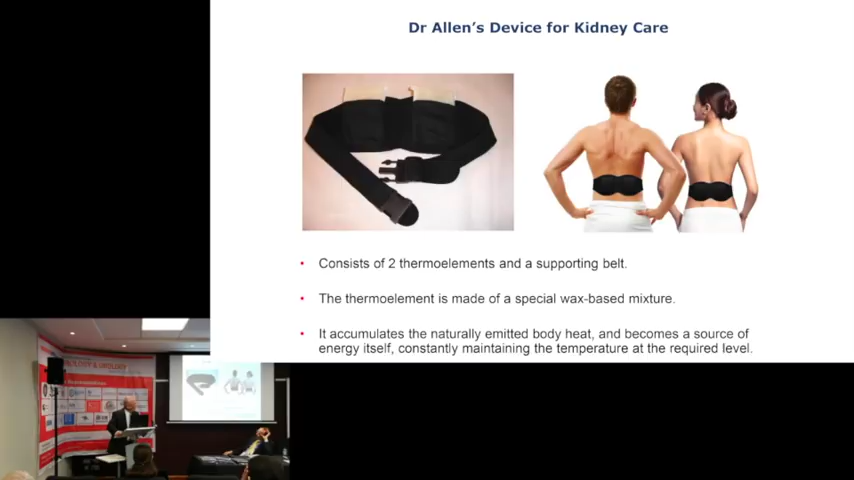 Dr Allen's Device for Kidney Care
• Consists of 2 thermoelements and a supporting belt.
• The thermoelement is made of a special wax-based mixture.
• It accumulates the naturally emitted body heat, and becomes a source of
energy itself, constantly maintaining the temperature at the required level.